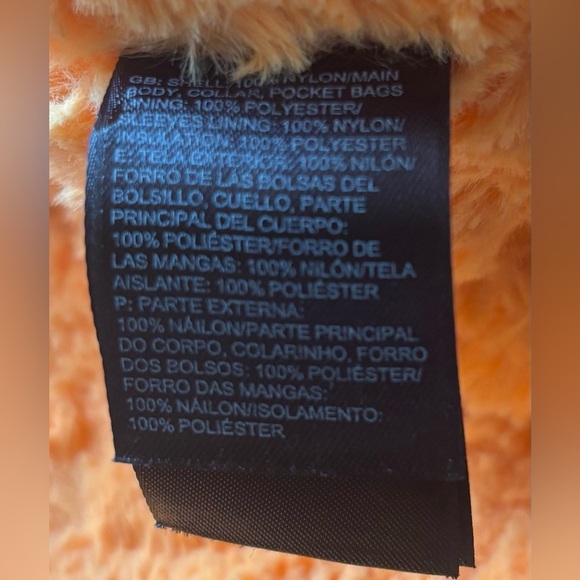 GB: SHELL: 100% NYLON/MAIN
BODY, COLLAR, POCKET BAGS
LINING: 100% POLYESTER/
SLEEVES LINING: 100% NYLON/
INSULATION: 100% POLYESTER
E: TELA EXTERIOR: 100% NILÓN/
FORRO DE LAS BOLSAS DEL
BOLSILLO, CUELLO, PARTE
PRINCIPAL DEL CUERPO:
100% POLIÉSTER/FORRO DE
LAS MANGAS: 100% NILÓN/TELA
AISLANTE: 100% POLIÉSTER
P: PARTE EXTERNA:
100% NÁILON/PARTE PRINCIPAL
DO CORPO, COLARINHO, FORRO
DOS BOLSOS: 100% POLIÉSTER/
FORRO DAS MANGAS:
100% NÁILON/ISOLAMENTO:
100% POLIÉSTER